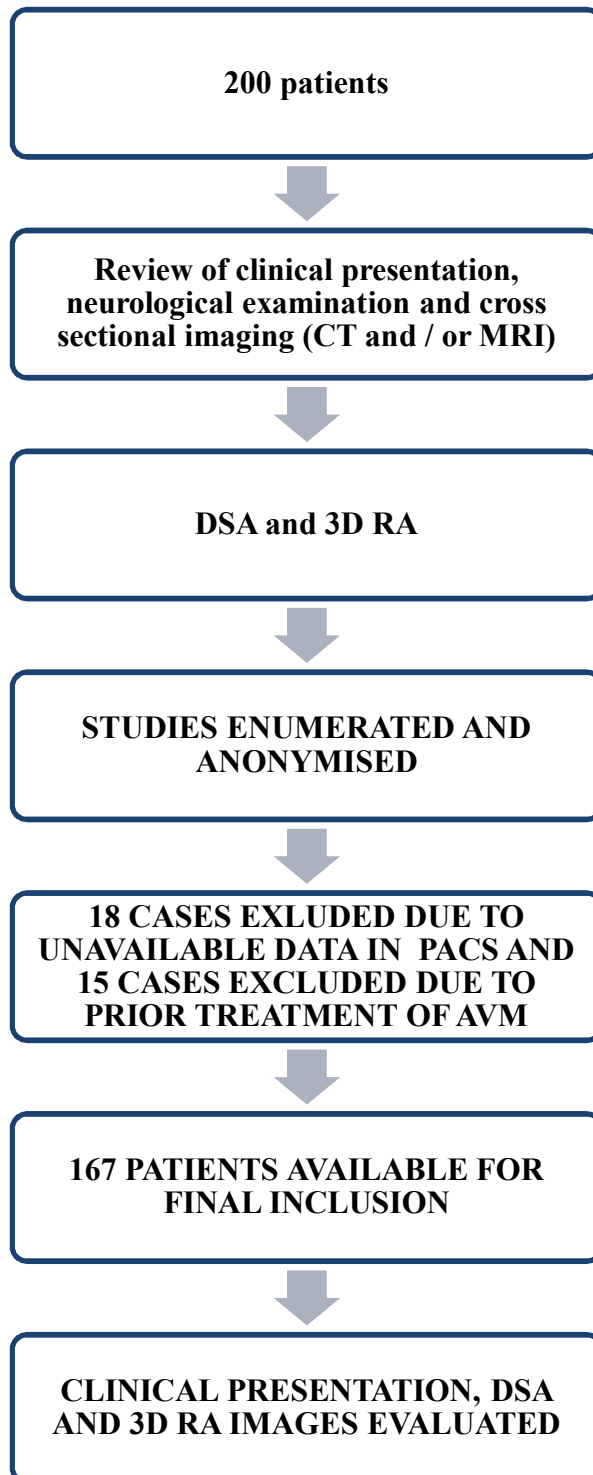 200 patients
Review of clinical presentation,
neurological examination and cross
sectional imaging (CT and / or MRI)
DSA and 3D RA
STUDIES ENUMERATED AND
ANONYMISED
18 CASES EXLUDED DUE TO
UNAVAILABLE DATA IN PACS AND
15 CASES EXCLUDED DUE TO
PRIOR TREATMENT OF AVM
167 PATIENTS AVAILABLE FOR
FINAL INCLUSION
CLINICAL PRESENTATION, DSA
AND 3D RA IMAGES EVALUATED